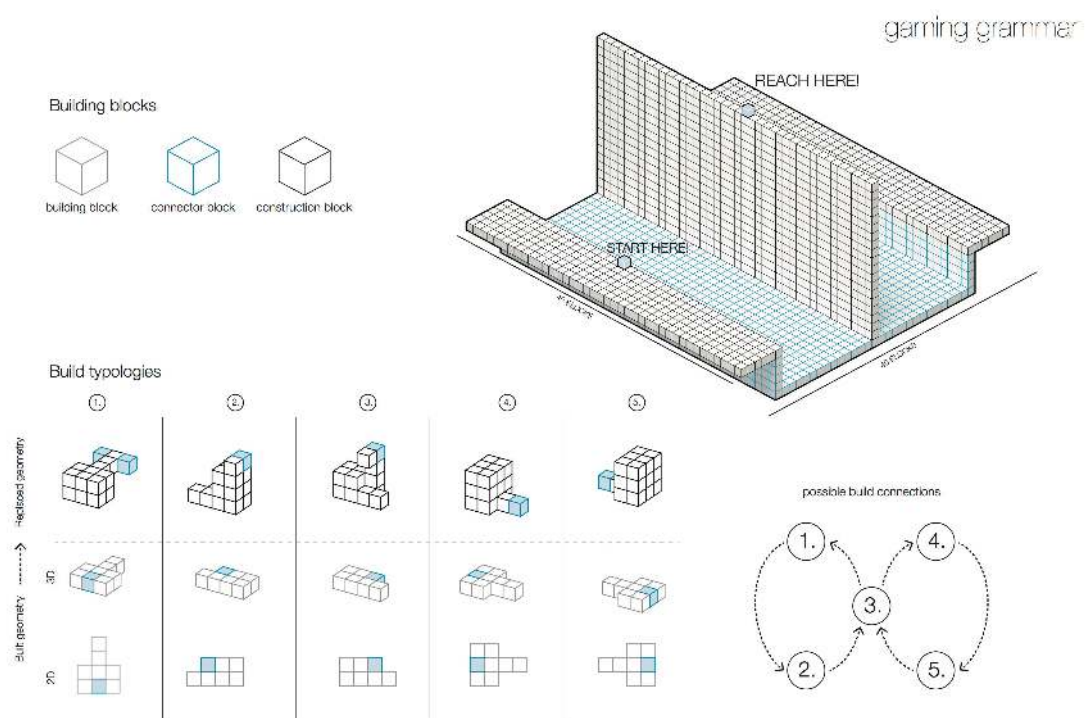 gaming grammar
REACH HERE!
Building blocks
building block
connector block
construction block
START HERE!
Build typologies
1.
2.
3.
4.
5.
Replaced geometry
Built geometry
3D
2D
possible build connections
1.
4.
3.
2.
5.